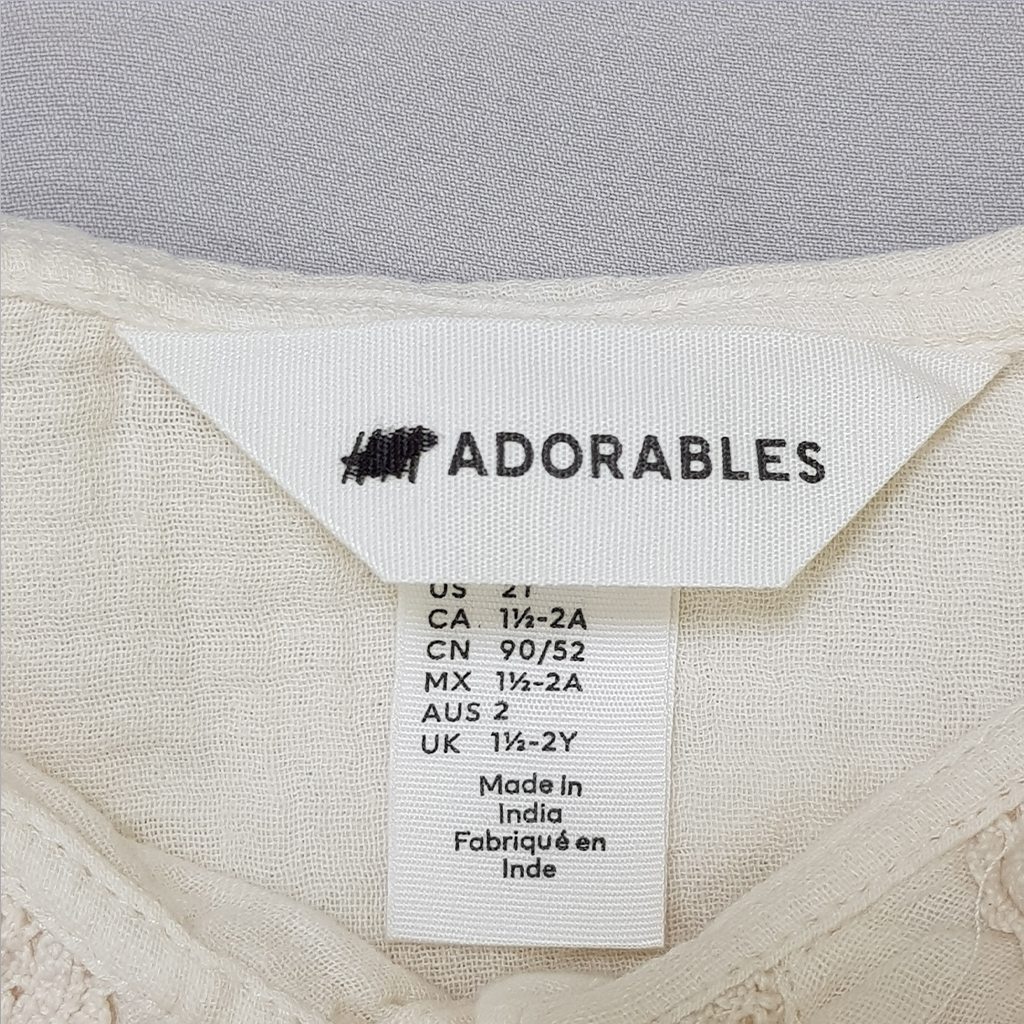 ADORABLES
US 2Y
CA 1½-2A
CN 90/52
MX 1½-2A
AUS 2
UK 1½-2Y
Made In
India
Fabriqué en
Inde